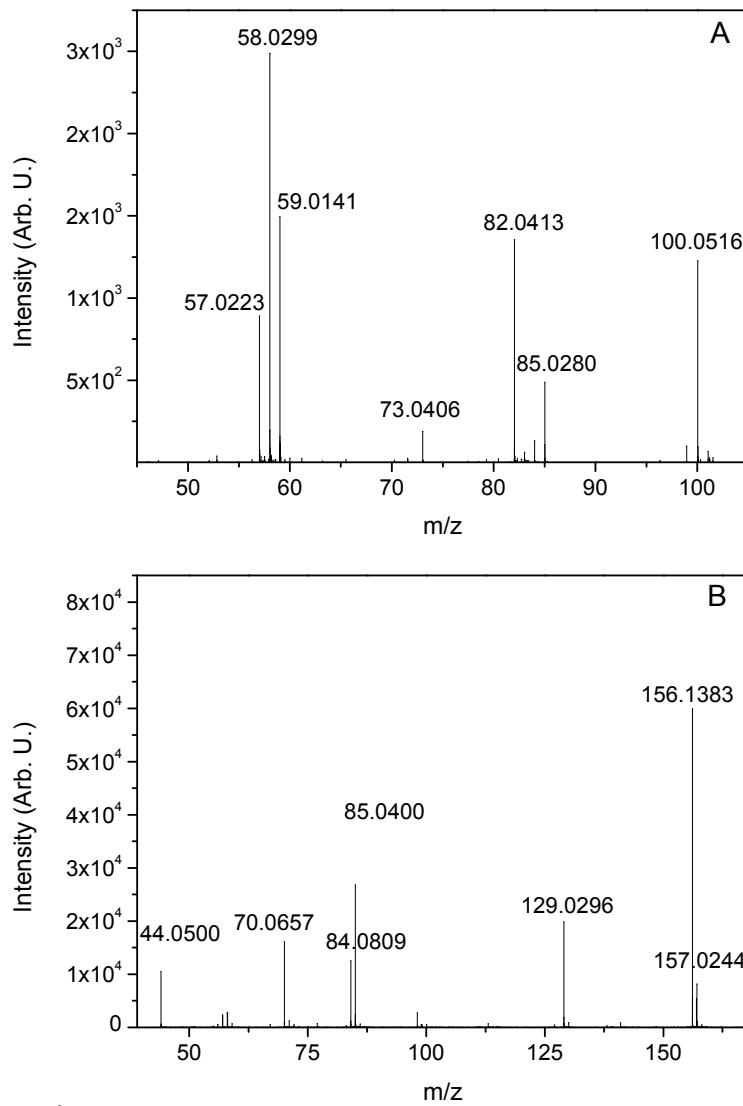 A
3x10³
2x10³
2x10³
1x10³
5x10²
58.0299
59.0141
57.0223
82.0413
100.0516
85.0280
73.0406
50 60 70 80 90 100
Intensity (Arb. U.)
m/z
B
8x10⁴
7x10⁴
6x10⁴
5x10⁴
4x10⁴
3x10⁴
2x10⁴
1x10⁴
0
156.1383
85.0400
129.0296
70.0657
44.0500
84.0809
157.0244
50 75 100 125 150
Intensity (Arb. U.)
m/z